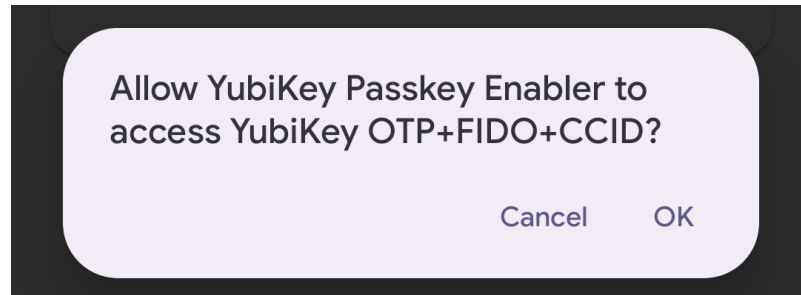 Allow YubiKey Passkey Enabler to
access YubiKey OTP+FIDO+CCID?
Cancel OK